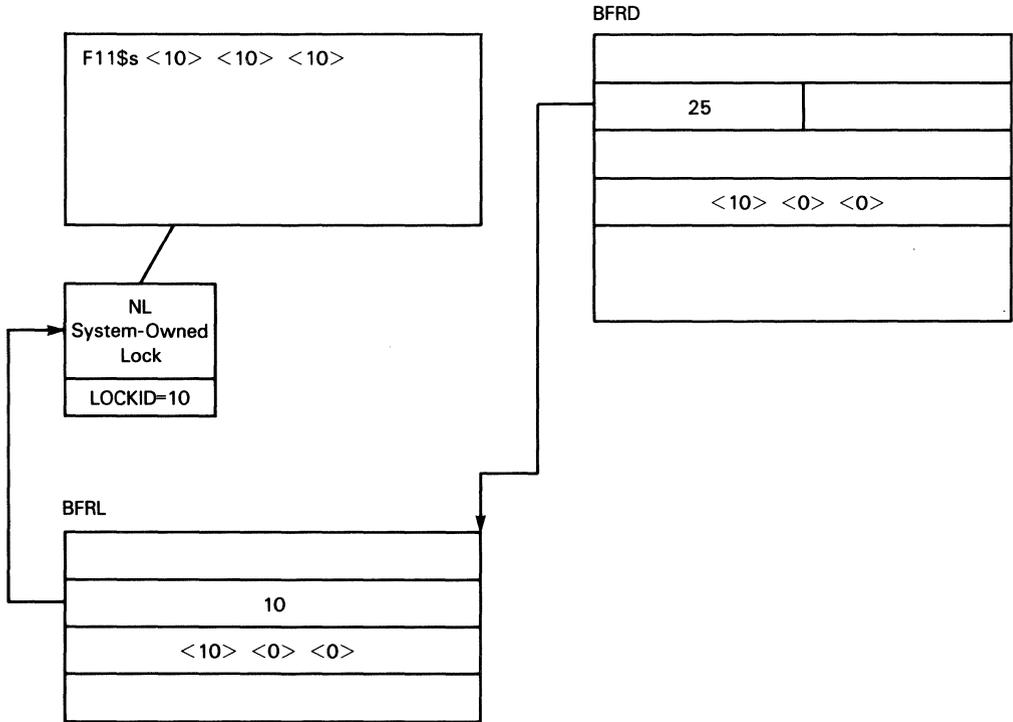 BFRD
F11$s <10> <10> <10>
25
<10> <0> <0>
NL
System-Owned
Lock
LOCKID=10
BFRL
10
<10> <0> <0>